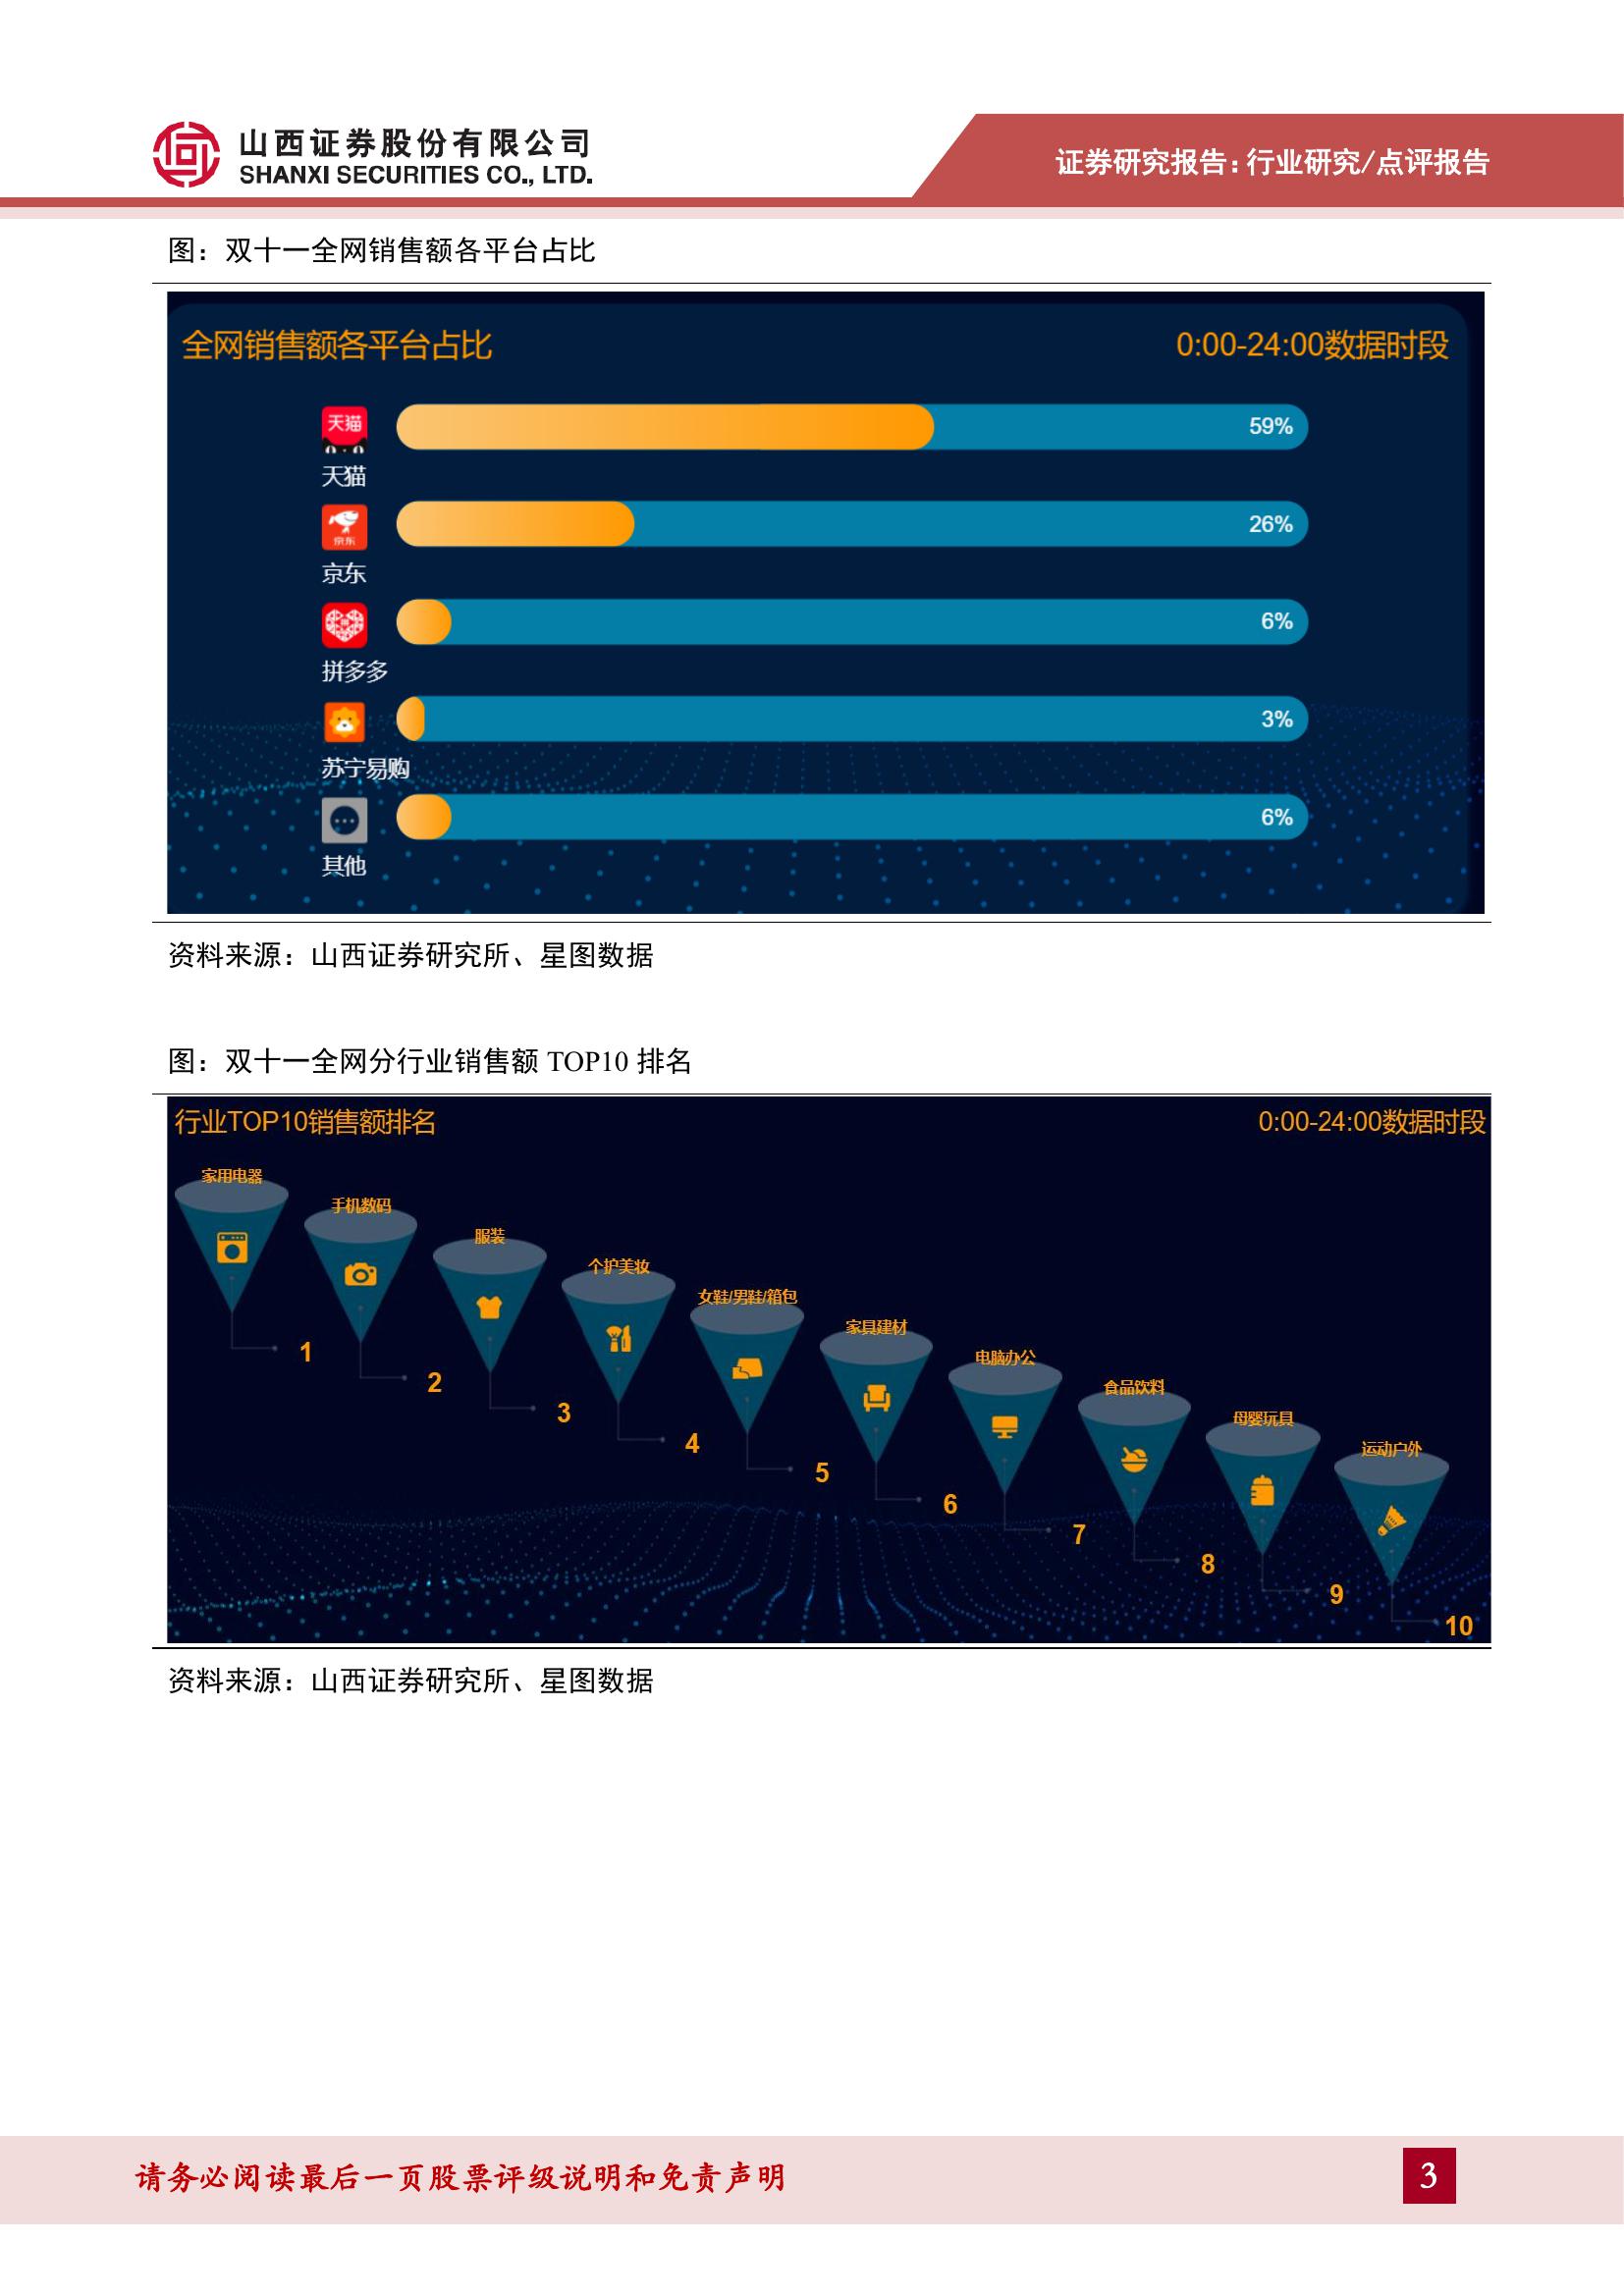 山西证券股份有限公司
SHANXI SECURITIES CO., LTD.
证券研究报告:行业研究/点评报告
图：双十一全网销售额各平台占比
全网销售额各平台占比
0:00-24:00数据时段
天猫
59%
天猫
京东
26%
京东
6%
拼多多
3%
苏宁易购
6%
其他
资料来源：山西证券研究所、星图数据
图：双十一全网分行业销售额 TOP10 排名
行业TOP10销售额排名
0:00-24:00数据时段
家用电器
手机数码
服装
个护美妆
女鞋/男鞋/箱包
家具建材
电脑办公
食品饮料
母婴玩具
运动户外
1
2
3
4
5
6
7
8
9
10
资料来源：山西证券研究所、星图数据
请务必阅读最后一页股票评级说明和免责声明
3